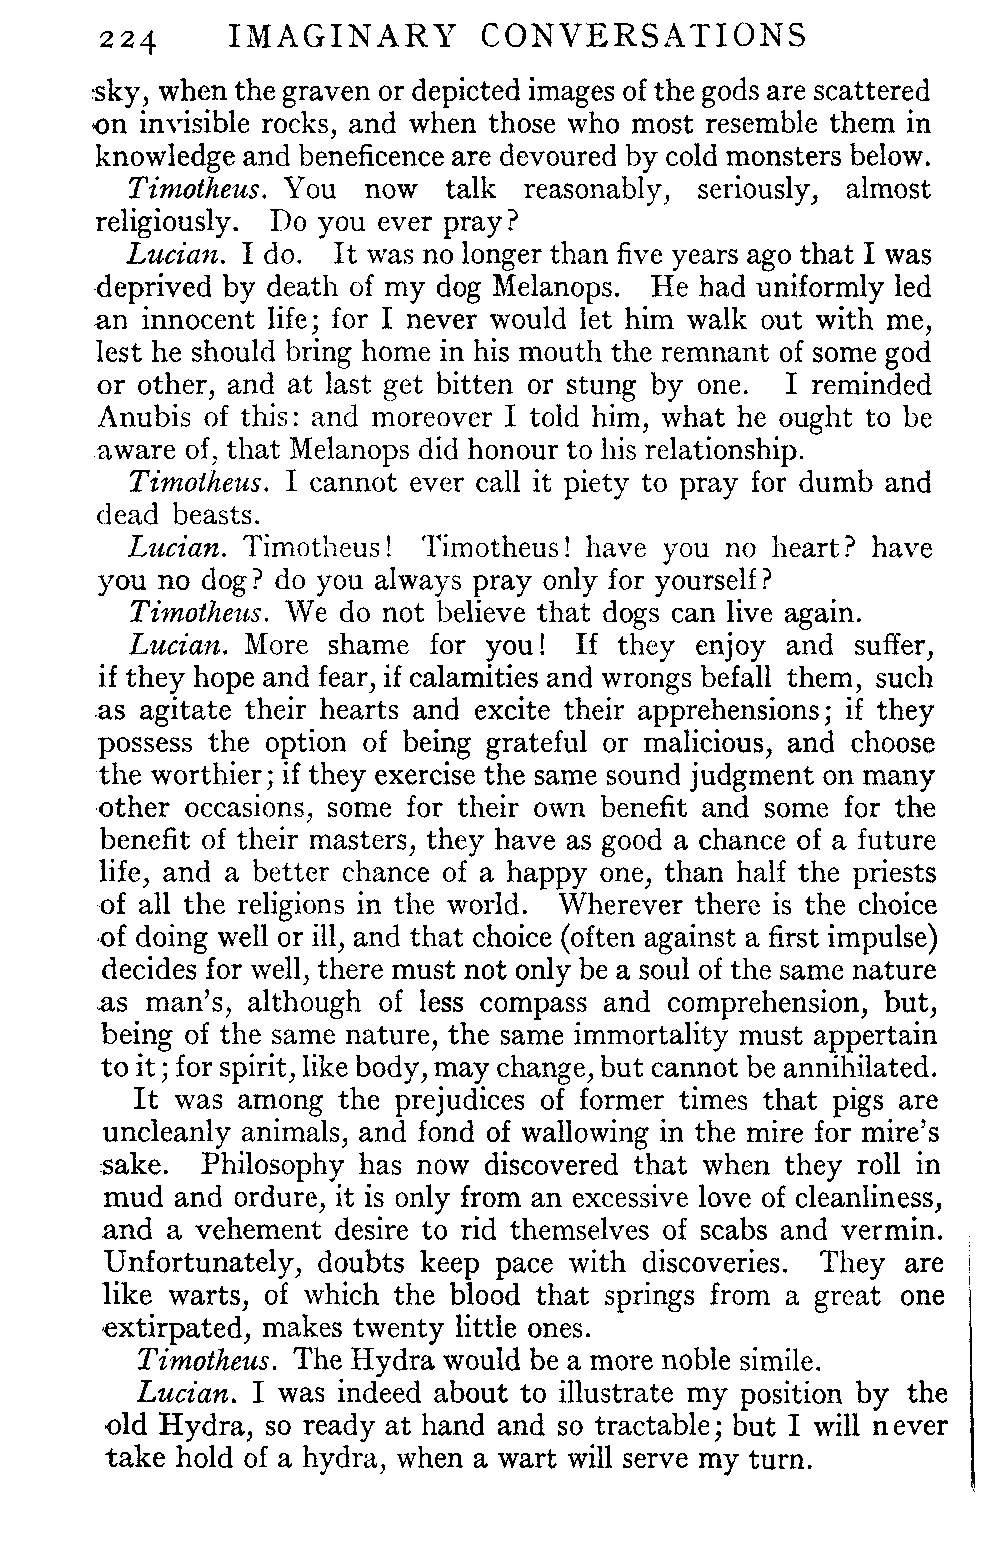 224 IMAGINARY CONVERSATIONS
sky, when the graven or depicted images of the gods are scattered
on invisible rocks, and when those who most resemble them in
knowledge and beneficence are devoured by cold monsters below.
Timotheus. You now talk reasonably, seriously, almost
religiously. Do you ever pray?
Lucian. I do. It was no longer than five years ago that I was
deprived by death of my dog Melanops. He had uniformly led
an innocent life; for I never would let him walk out with me,
lest he should bring home in his mouth the remnant of some god
or other, and at last get bitten or stung by one. I reminded
Anubis of this: and moreover I told him, what he ought to be
aware of, that Melanops did honour to his relationship.
Timotheus. I cannot ever call it piety to pray for dumb and
dead beasts.
Lucian. Timotheus! Timotheus! have you no heart? have
you no dog? do you always pray only for yourself?
Timotheus. We do not believe that dogs can live again.
Lucian. More shame for you! If they enjoy and suffer,
if they hope and fear, if calamities and wrongs befall them, such
as agitate their hearts and excite their apprehensions; if they
possess the option of being grateful or malicious, and choose
the worthier; if they exercise the same sound judgment on many
other occasions, some for their own benefit and some for the
benefit of their masters, they have as good a chance of a future
life, and a better chance of a happy one, than half the priests
of all the religions in the world. Wherever there is the choice
of doing well or ill, and that choice (often against a first impulse)
decides for well, there must not only be a soul of the same nature
as man's, although of less compass and comprehension, but,
being of the same nature, the same immortality must appertain
to it; for spirit, like body, may change, but cannot be annihilated.
It was among the prejudices of former times that pigs are
uncleanly animals, and fond of wallowing in the mire for mire's
sake. Philosophy has now discovered that when they roll in
mud and ordure, it is only from an excessive love of cleanliness,
and a vehement desire to rid themselves of scabs and vermin.
Unfortunately, doubts keep pace with discoveries. They are
like warts, of which the blood that springs from a great one
extirpated, makes twenty little ones.
Timotheus. The Hydra would be a more noble simile.
Lucian. I was indeed about to illustrate my position by the
old Hydra, so ready at hand and so tractable; but I will never
take hold of a hydra, when a wart will serve my turn.